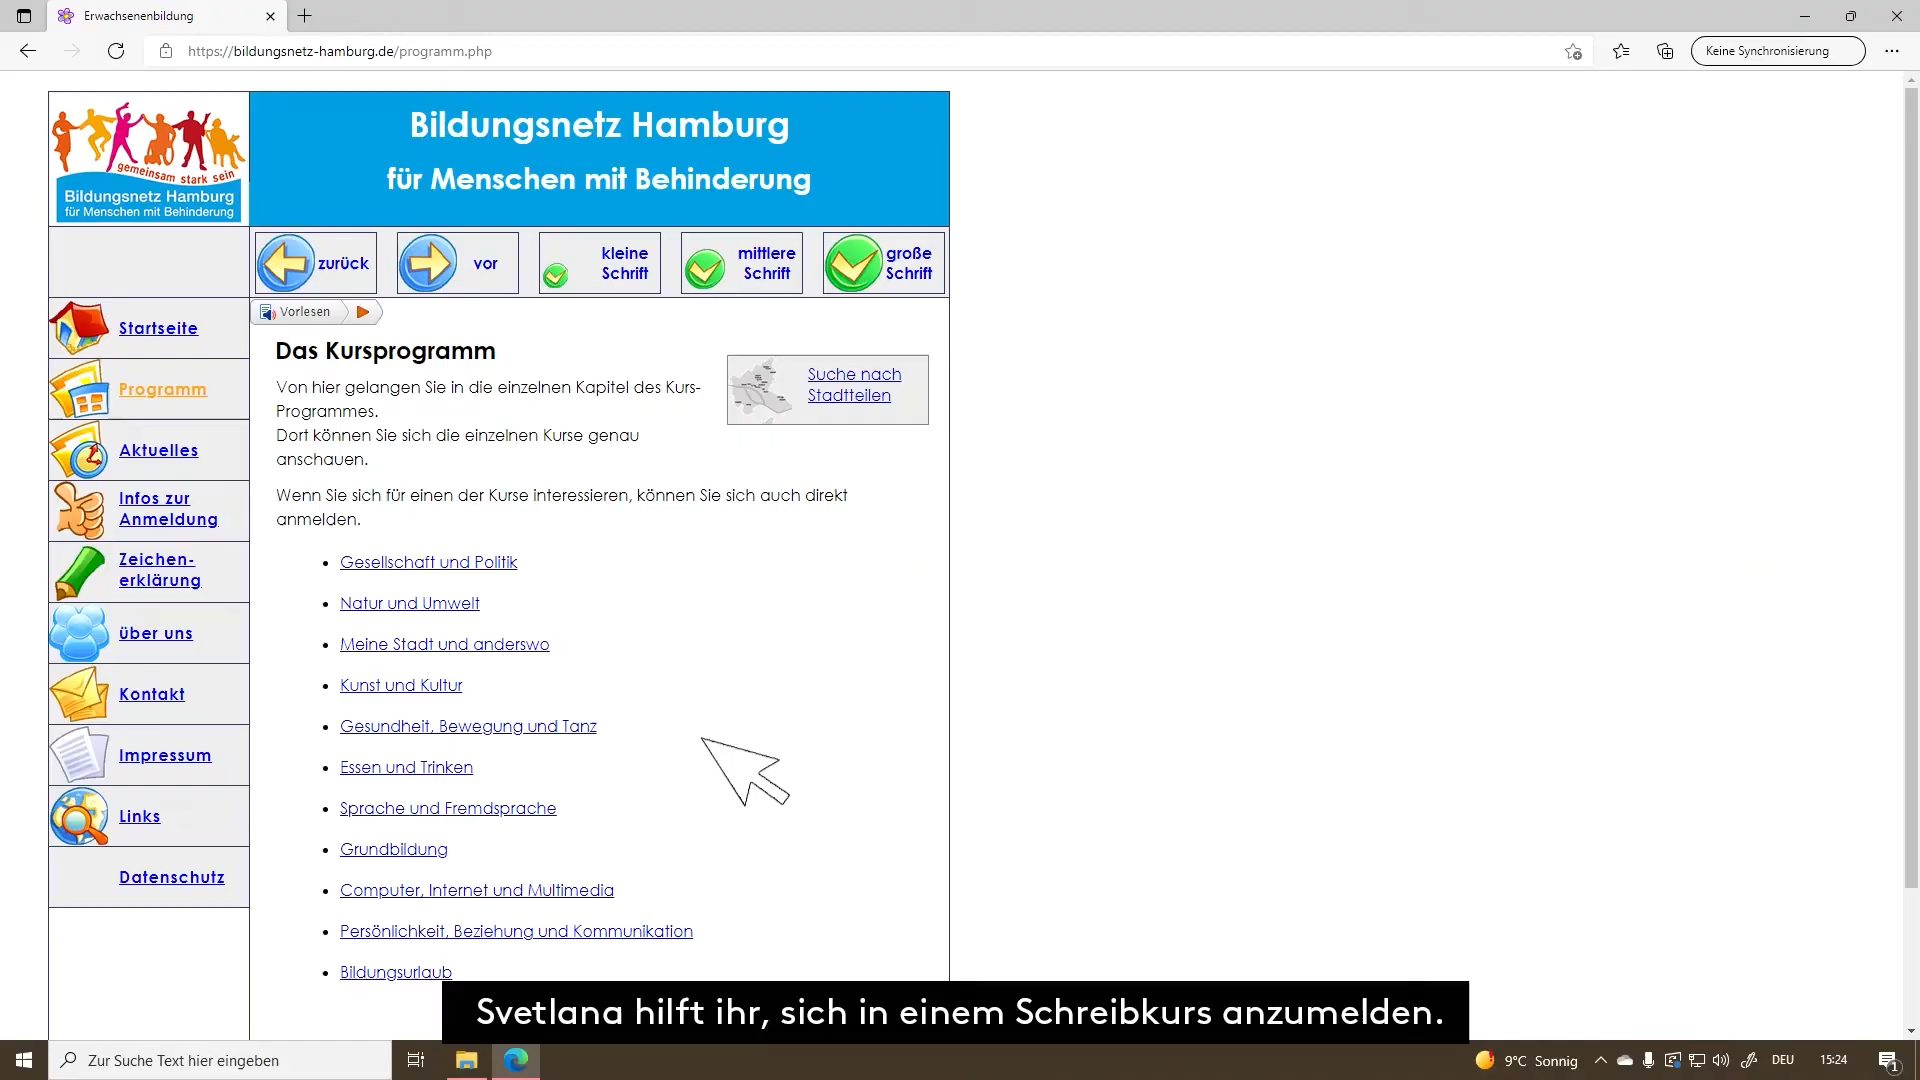 Erwachsenenbildung
https://bildungsnetz-hamburg.de/programm.php
Keine Synchronisierung
gemeinsam stark sein
Bildungsnetz Hamburg
für Menschen mit Behinderung
Bildungsnetz Hamburg
für Menschen mit Behinderung
zurück
vor
kleine
Schrift
mittlere
Schrift
große
Schrift
Startseite
Programm
Aktuelles
Infos zur
Anmeldung
Zeichen-
erklärung
über uns
Kontakt
Impressum
Links
Datenschutz
Vorlesen
Das Kursprogramm
Von hier gelangen Sie in die einzelnen Kapitel des Kurs-
Programmes.
Dort können Sie sich die einzelnen Kurse genau
anschauen.
Suche nach
Stadtteilen
Wenn Sie sich für einen der Kurse interessieren, können Sie sich auch direkt
anmelden.
• Gesellschaft und Politik
• Natur und Umwelt
• Meine Stadt und anderswo
• Kunst und Kultur
• Gesundheit, Bewegung und Tanz
• Essen und Trinken
• Sprache und Fremdsprache
• Grundbildung
• Computer, Internet und Multimedia
• Persönlichkeit, Beziehung und Kommunikation
• Bildungsurlaub
Svetlana hilft ihr, sich in einem Schreibkurs anzumelden.
Zur Suche Text hier eingeben
9°C Sonnig
DEU
15:24
1